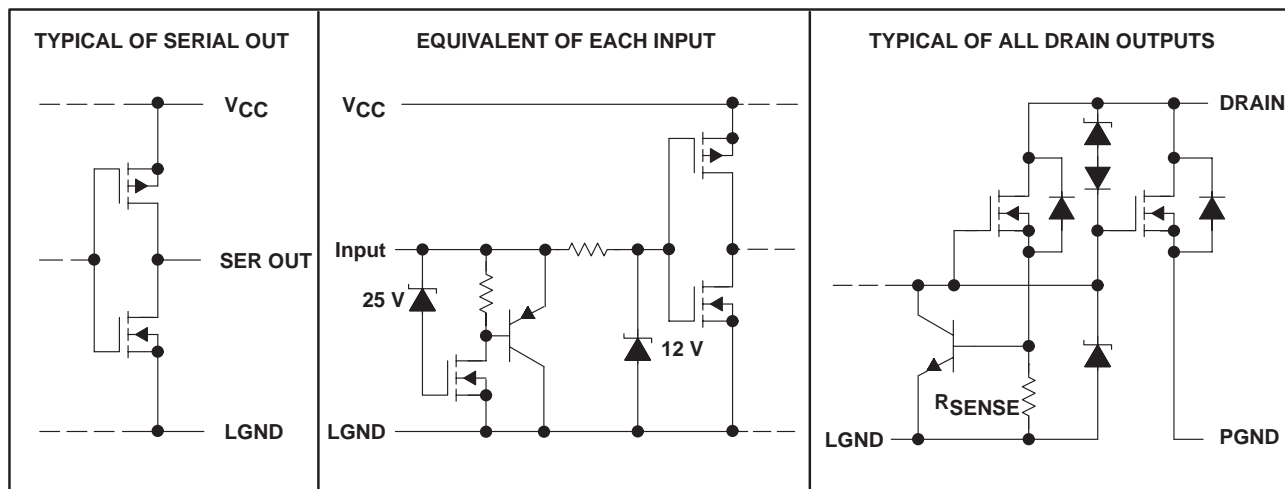 TYPICAL OF SERIAL OUT
VCC
SER OUT
LGND
EQUIVALENT OF EACH INPUT
VCC
Input
25 V
12 V
LGND
TYPICAL OF ALL DRAIN OUTPUTS
DRAIN
RSENSE
LGND
PGND